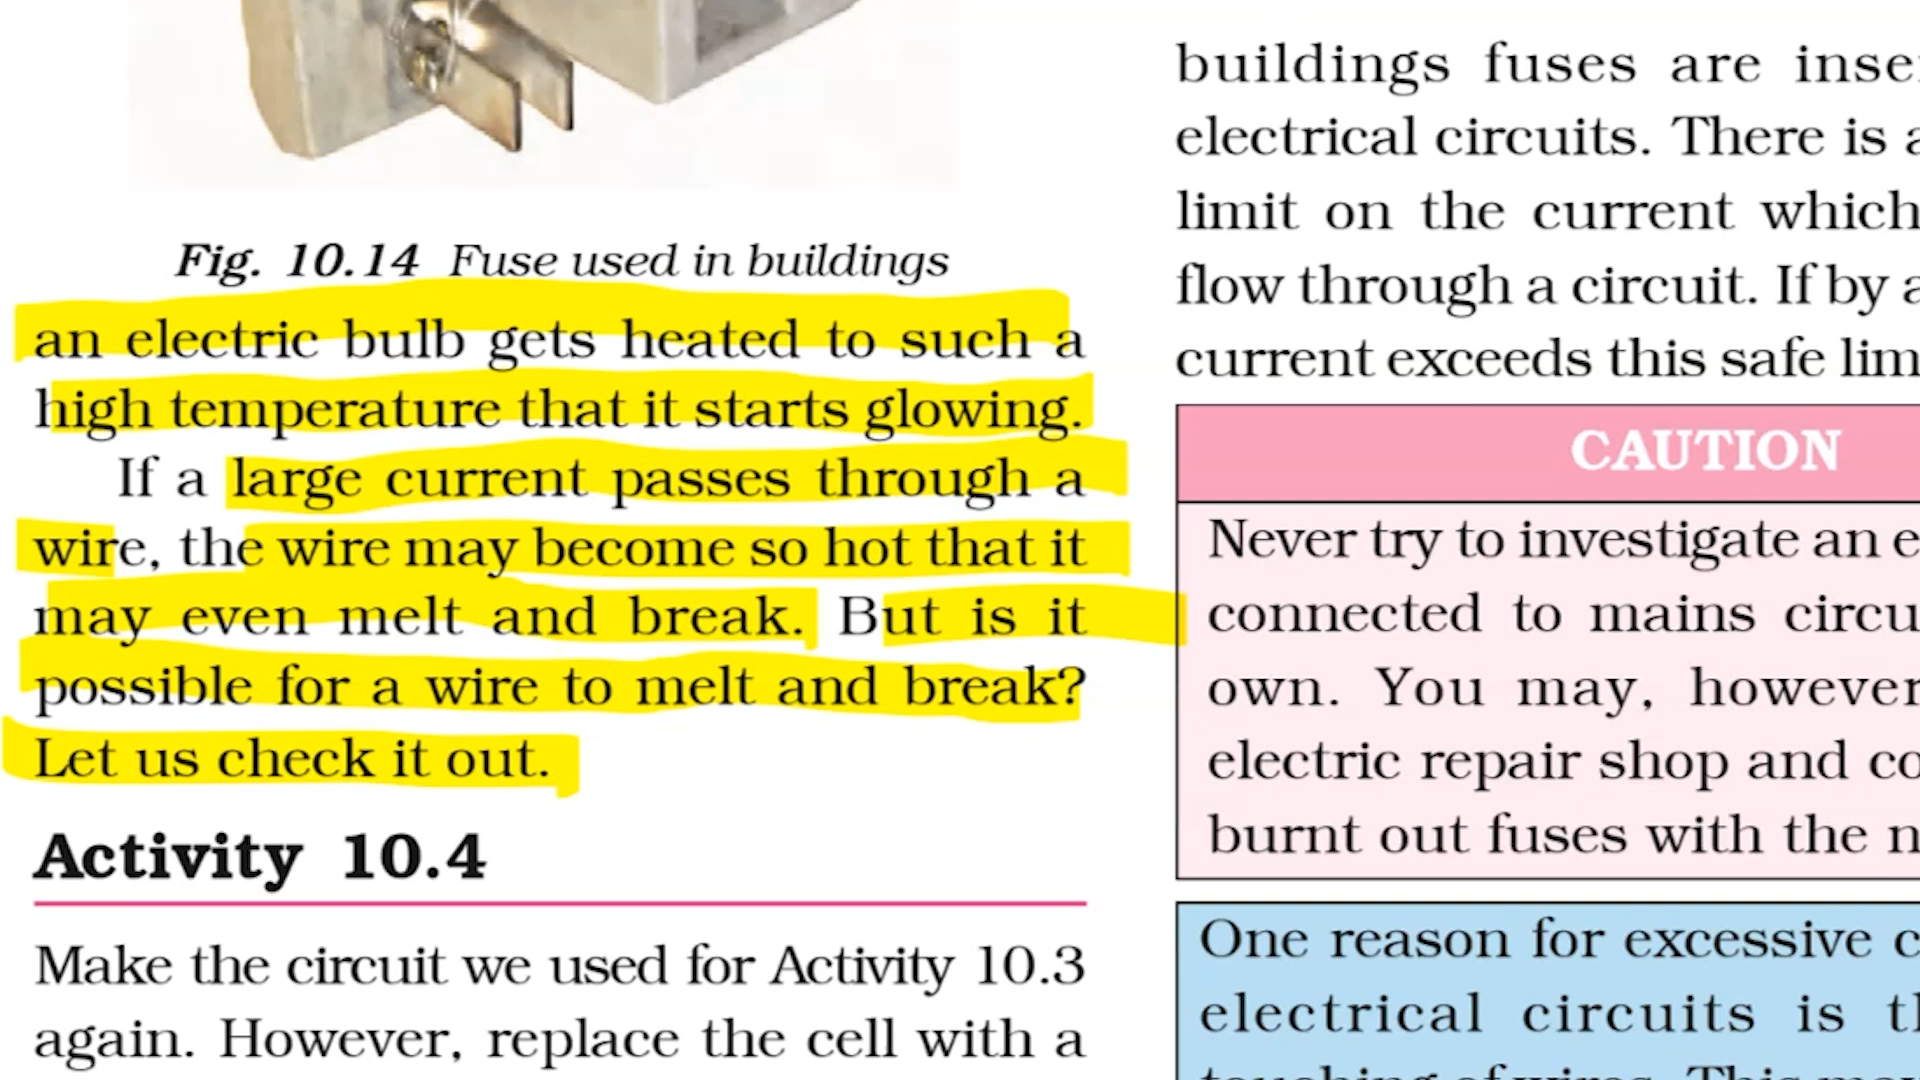 Fig. 10.14 Fuse used in buildings
an electric bulb gets heated to such a
high temperature that it starts glowing.
If a large current passes through a
wire, the wire may become so hot that it
may even melt and break. But is it
possible for a wire to melt and break?
Let us check it out.
Activity 10.4
Make the circuit we used for Activity 10.3
again. However, replace the cell with a
buildings fuses are
electrical circuits. There is
limit on the current which
flow through a circuit. If by
current exceeds this safe
CAUTION
Never try to investigate an
connected to mains
own. You may, however
electric repair shop and
burnt out fuses with the
One reason for excessive
electrical circuits is
touching of wires. This